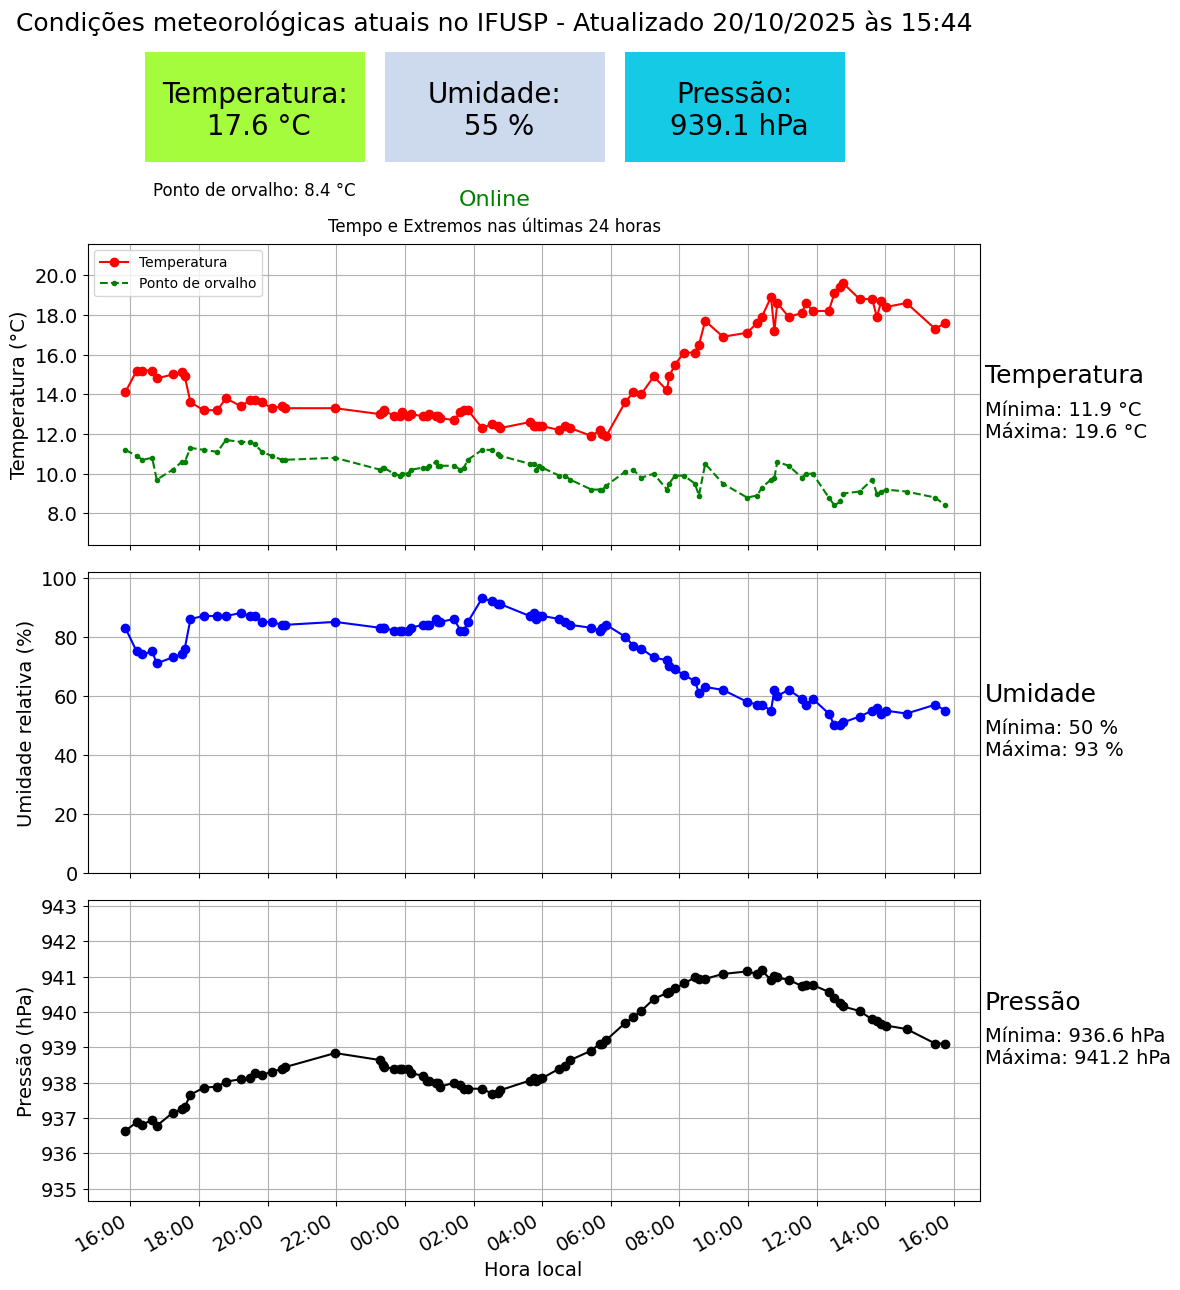 Condições meteorológicas atuais no IFUSP - Atualizado 20/10/2025 às 15:44
Temperatura:
17.6 °C
Umidade:
55 %
Pressão:
939.1 hPa
Ponto de orvalho: 8.4 °C
Online
Tempo e Extremos nas últimas 24 horas
Temperatura
Ponto de orvalho
Temperatura (°C)
20.0
18.0
16.0
14.0
12.0
10.0
8.0
Temperatura
Mínima: 11.9 °C
Máxima: 19.6 °C
Umidade relativa (%)
100
80
60
40
20
0
Umidade
Mínima: 50 %
Máxima: 93 %
Pressão (hPa)
943
942
941
940
939
938
937
936
935
Pressão
Mínima: 936.6 hPa
Máxima: 941.2 hPa
16:00
18:00
20:00
22:00
00:00
02:00
04:00
06:00
08:00
10:00
12:00
14:00
16:00
Hora local